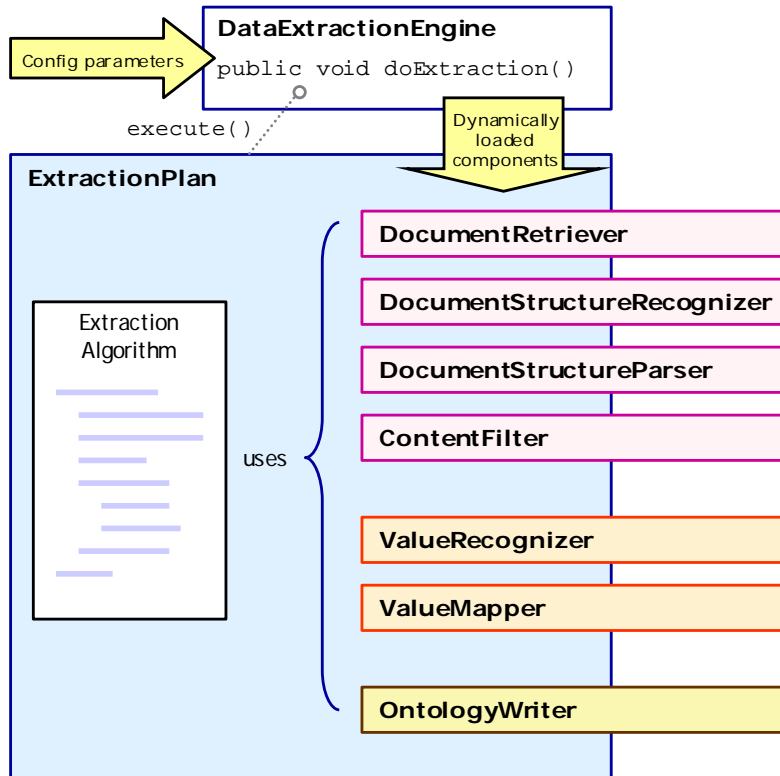 DataExtractionEngine
Config parameters
public void doExtraction()
execute()
Dynamically
loaded
components
ExtractionPlan
DocumentRetriever
DocumentStructureRecognizer
Extraction
Algorithm
DocumentStructureParser
ContentFilter
uses
ValueRecognizer
ValueMapper
OntologyWriter